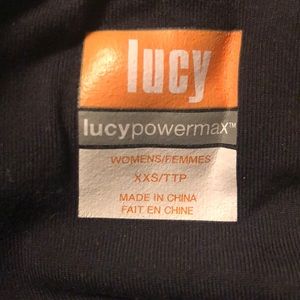 lucy
lucypowermax™
WOMENS/FEMMES
XXS/TTP
MADE IN CHINA
FAIT EN CHINE